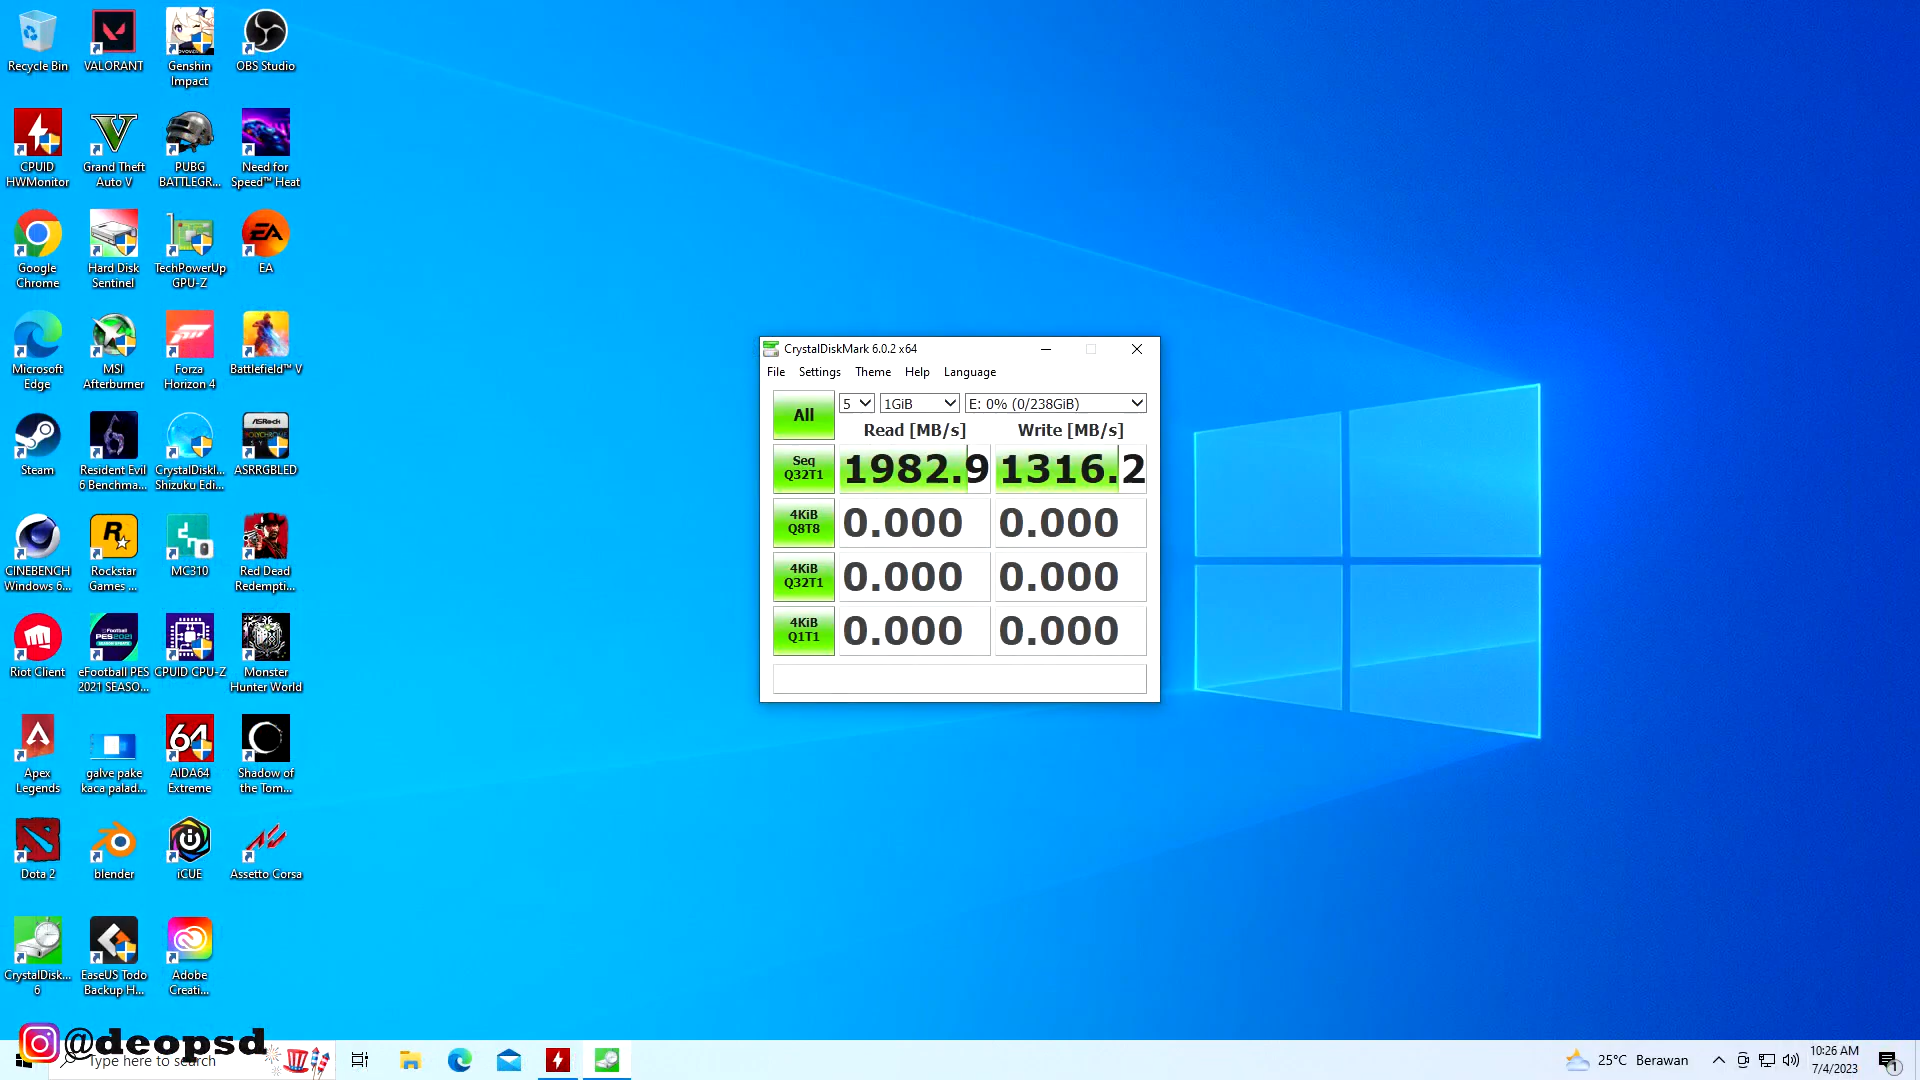 Recycle Bin
VALORANT
Genshin
Impact
OBS Studio
CPUID
HWMonitor
Grand Theft
Auto V
PUBG
BATTLEGR...
Need for
Speed™ Heat
Google
Chrome
Hard Disk
Sentinel
TechPowerUp
GPU-Z
EA
EA
Microsoft
Edge
MSI
Afterburner
Forza
Horizon 4
Battlefield™ V
Steam
Resident Evil
6 Benchma...
CrystalDiskI...
Shizuku Edi...
ASRock
POLYCHROME
ASRRGBLED
CINEBENCH
Windows 6...
Rockstar
Games ...
MC310
Red Dead
Redempti...
Riot Client
eFootball
PES2021
eFootball PES
2021 SEASO...
CPUID CPU-Z
Monster
Hunter World
Apex
Legends
galve pake
kaca palad...
64
AIDA64
Extreme
Shadow of
the Tom...
Dota 2
blender
iCUE
Assetto Corsa
CrystalDisk...
6
EaseUS Todo
Backup H...
Adobe
Creati...
CrystalDiskMark 6.0.2 x64
File Settings Theme Help Language
All
5 1GiB E: 0% (0/238GiB)
Read [MB/s] Write [MB/s]
Seq
Q32T1
1982.9 1316.2
4KiB
Q8T8
0.000 0.000
4KiB
Q32T1
0.000 0.000
4KiB
Q1T1
0.000 0.000
@deopsd
Type here to search
25°C Berawan
10:26 AM
7/4/2023
1